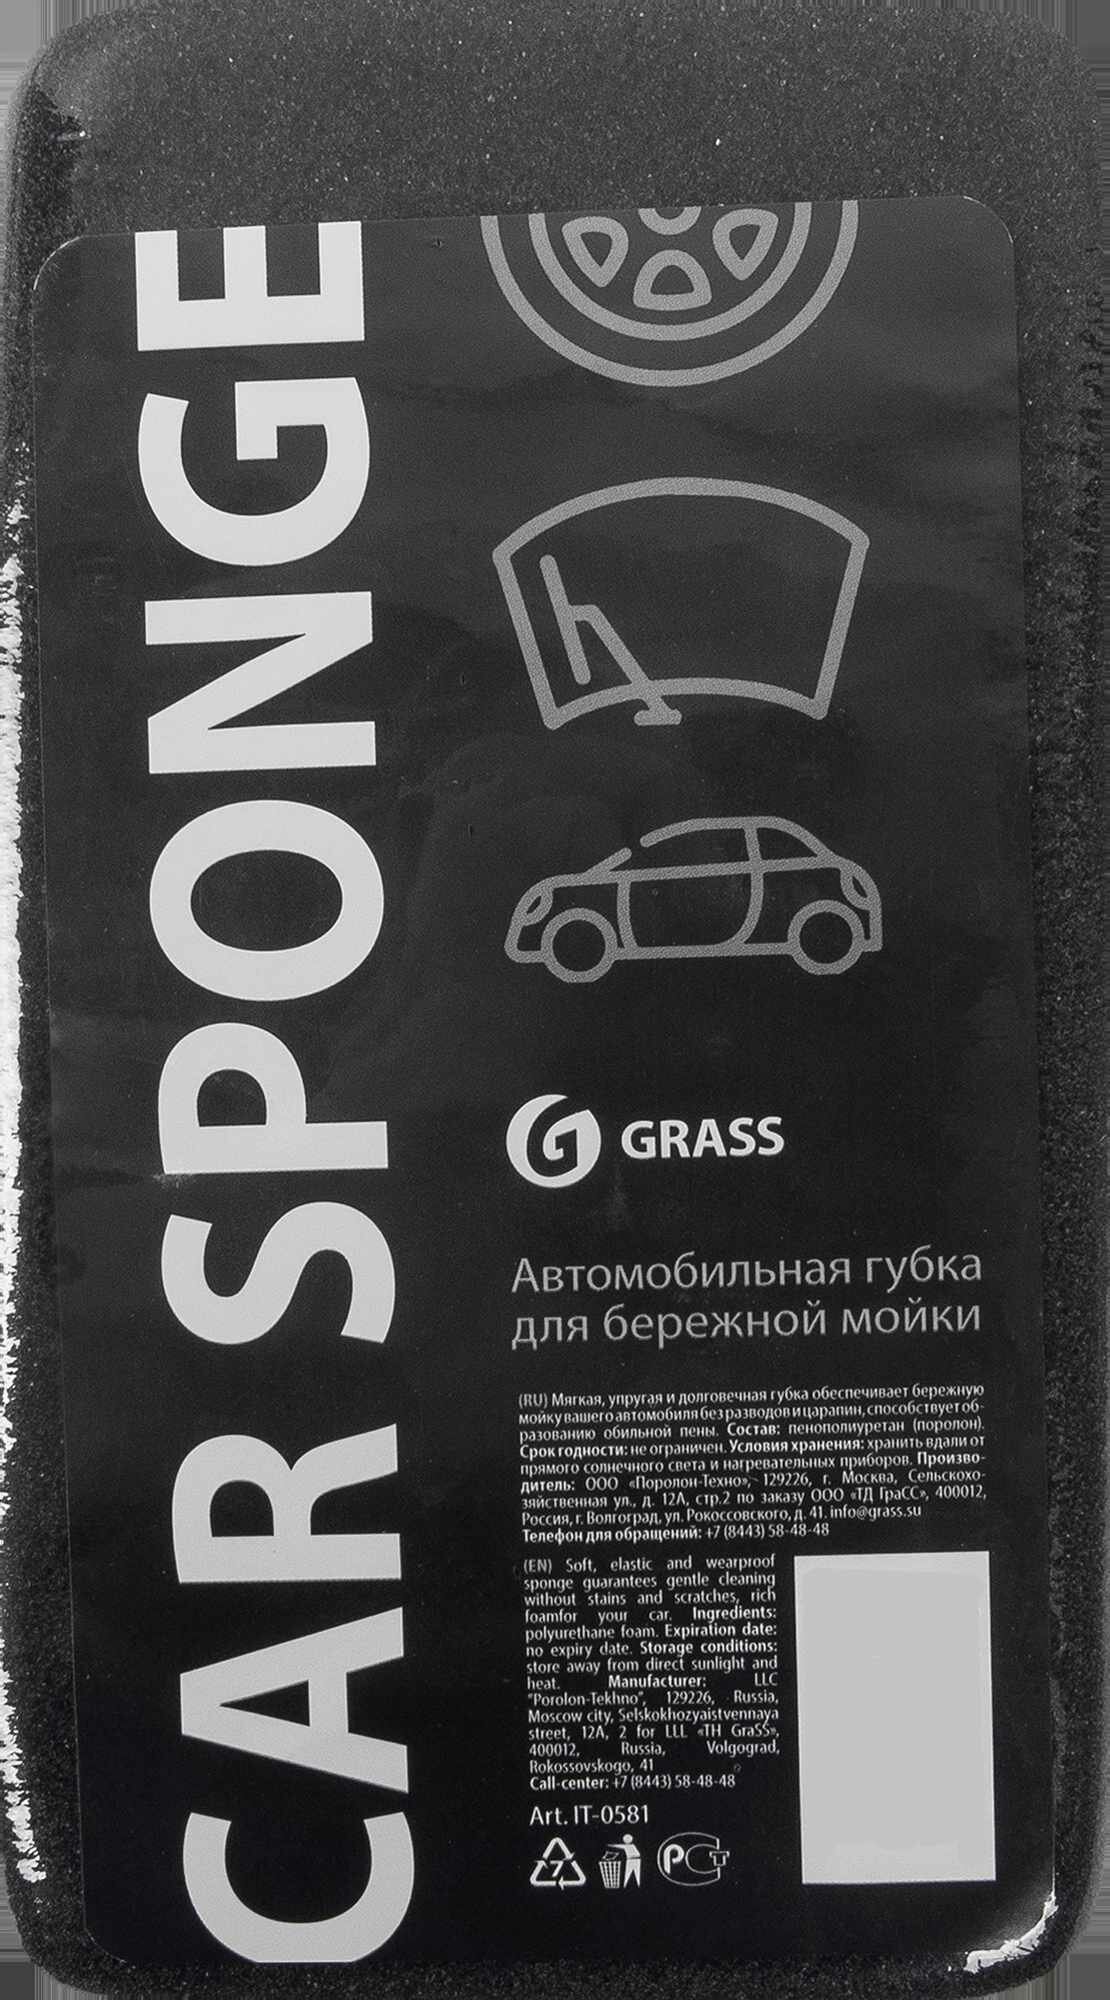 CAR SPONGE
GRASS
Автомобильная губка
для бережной мойки
(RU) Мягкая, упругая и долговечная губка обеспечивает бережную
мойку вашего автомобиля без разводов и царапин, способствует об-
разованию обильной пены. Состав: пенополиуретан (поролон).
Срок годности: не ограничен. Условия хранения: хранить вдали от
прямого солнечного света и нагревательных приборов. Произво-
дитель: ООО «Поролон-Техно», 129226, г. Москва, Сельскохо-
зяйственная ул., д. 12А, стр.2 по заказу ООО «ТД ГраСС», 400012,
Россия, г. Волгоград, ул. Рокоссовского, д. 41. info@grass.su
Телефон для обращений: +7 (8443) 58-48-48
(EN) Soft, elastic and wearproof
sponge guarantees gentle cleaning
without stains and scratches, rich
foamfor your car. Ingredients:
polyurethane foam. Expiration date:
no expiry date. Storage conditions:
store away from direct sunlight and
heat. Manufacturer: LLC
"Porolon-Tekhno", 129226, Russia,
Moscow city, Selskokhozyaistvennaya
street, 12A, 2 for LLL «TH GraSS»,
400012, Russia, Volgograd,
Rokossovskogo, 41
Call-center: +7 (8443) 58-48-48
Art. IT-0581
7 РСТ